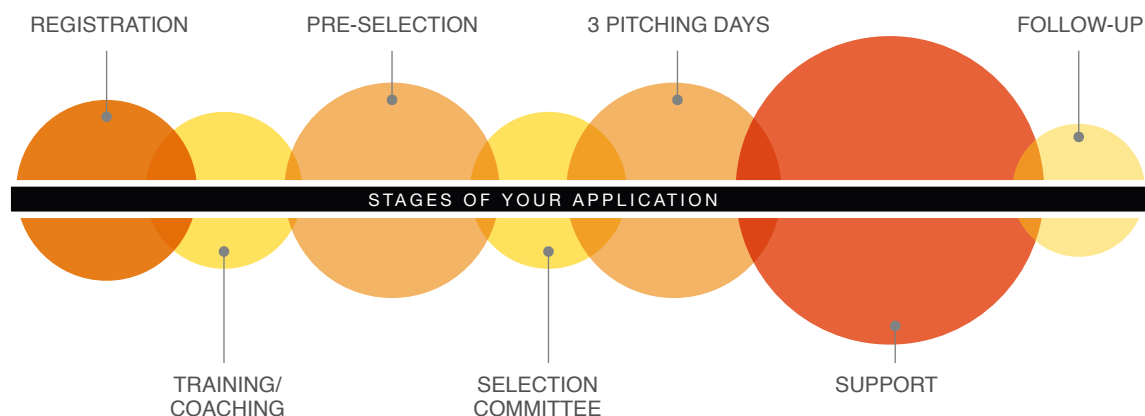 REGISTRATION
PRE-SELECTION
3 PITCHING DAYS
FOLLOW-UP
STAGES OF YOUR APPLICATION
TRAINING/
COACHING
SELECTION
COMMITTEE
SUPPORT